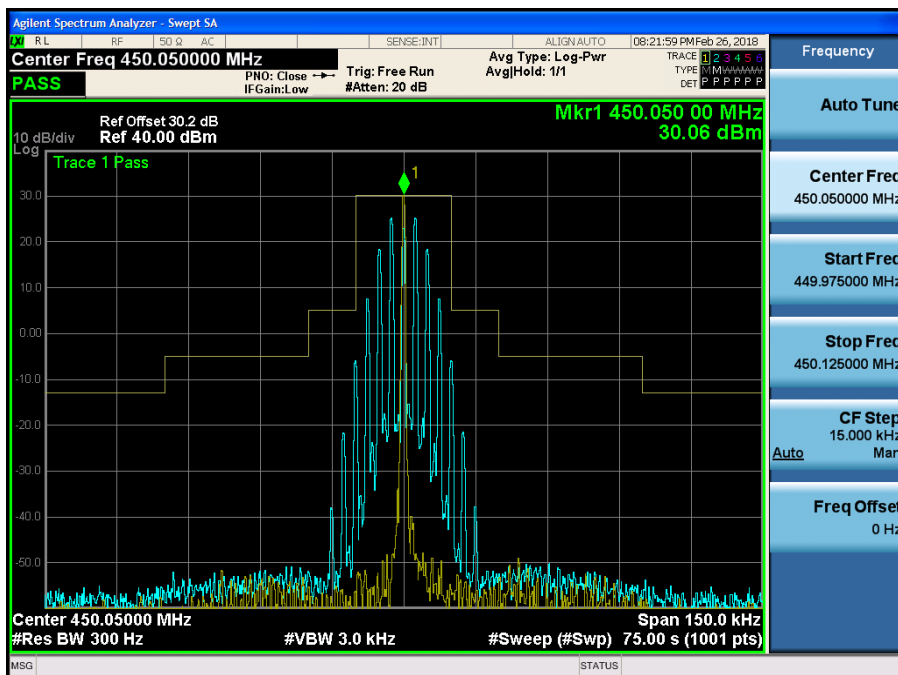 Agilent Spectrum Analyzer - Swept SA
LXI RL RF 50 Ω AC SENSE:INT ALIGNAUTO 08:21:59 PM Feb 26, 2018
Center Freq 450.050000 MHz
PASS
PNO: Close
IFGain:Low
Trig: Free Run
#Atten: 20 dB
Avg Type: Log-Pwr
Avg|Hold: 1/1
TRACE 1 2 3 4 5 6
TYPE M M W W W W
DET P P P P P P
Mkr1 450.050 00 MHz
30.06 dBm
Ref Offset 30.2 dB
10 dB/div Ref 40.00 dBm
Log
Trace 1 Pass
1
30.0
20.0
10.0
0.00
-10.0
-20.0
-30.0
-40.0
-50.0
Center 450.05000 MHz Span 150.0 kHz
#Res BW 300 Hz #VBW 3.0 kHz #Sweep (#Swp) 75.00 s (1001 pts)
MSG STATUS
Frequency
Auto Tune
Center Freq
450.050000 MHz
Start Freq
449.975000 MHz
Stop Freq
450.125000 MHz
CF Step
15.000 kHz
Auto Man
Freq Offset
0 Hz